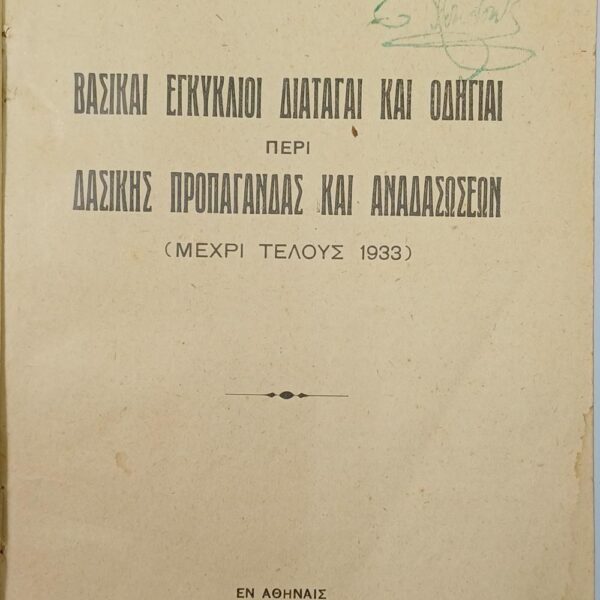 ΒΑΣΙΚΑΙ ΕΓΚΥΚΛΙΟΙ ΔΙΑΤΑΓΑΙ ΚΑΙ ΟΔΗΓΙΑΙ
ΠΕΡΙ
ΔΑΣΙΚΗΣ ΠΡΟΠΑΓΑΝΔΑΣ ΚΑΙ ΑΝΑΔΑΣΩΣΕΩΝ
(ΜΕΧΡΙ ΤΕΛΟΥΣ 1933)
ΕΝ ΑΘΗΝΑΙΣ